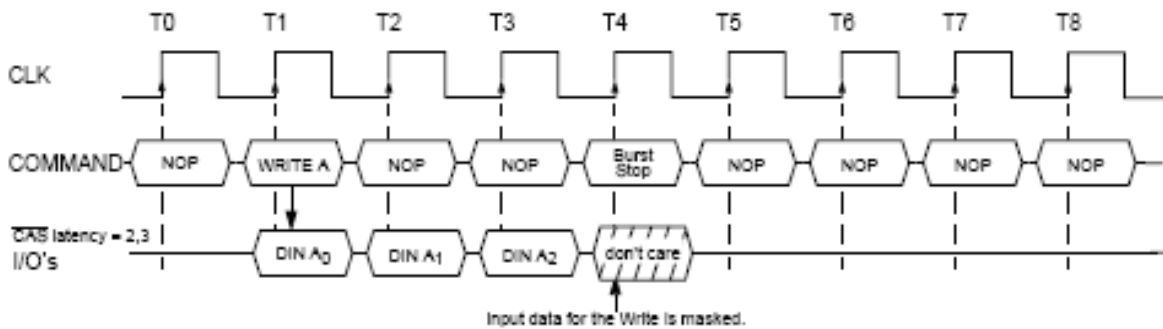 T0 T1 T2 T3 T4 T5 T6 T7 T8
CLK
COMMAND NOP WRITE A NOP NOP Burst Stop NOP NOP NOP NOP
CAS latency = 2,3
I/O's DIN A0 DIN A1 DIN A2 don't care
Input data for the Write is masked.